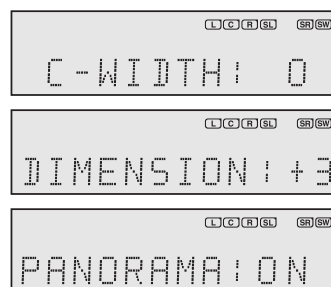 L C R SL SR SW
C-WIDTH: 0
L C R SL SR SW
DIMENSION:+3
L C R SL SR SW
PANORAMA:ON